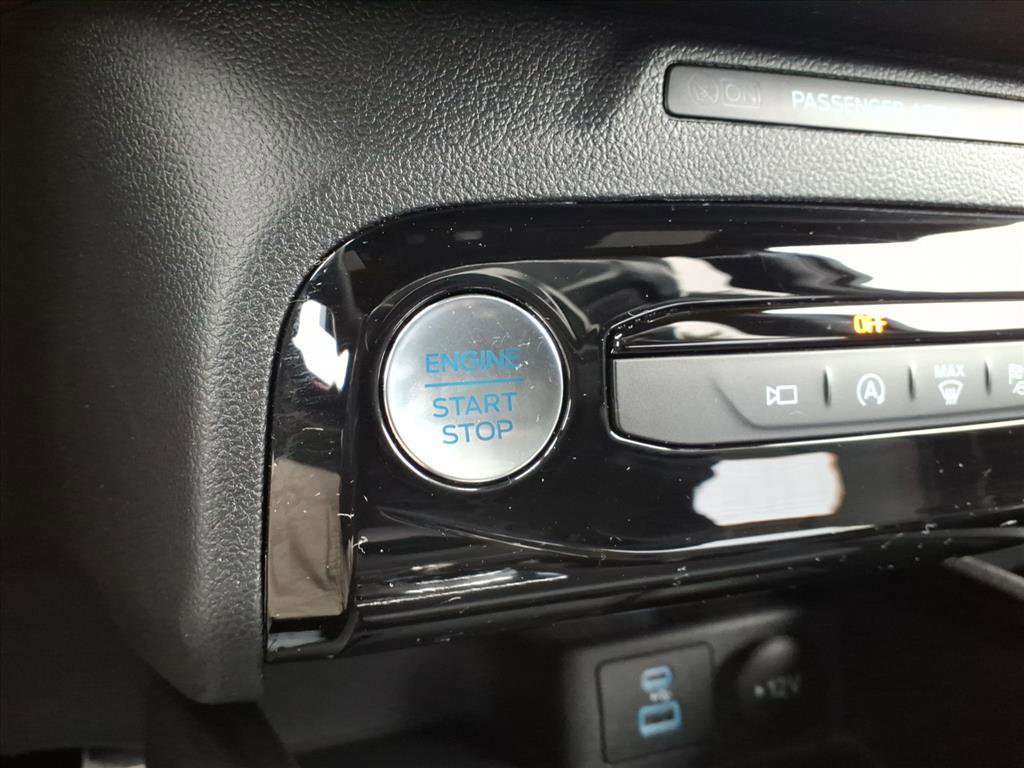 ON
PASSENGER
OFF
ENGINE
START
STOP
A
MAX
12V